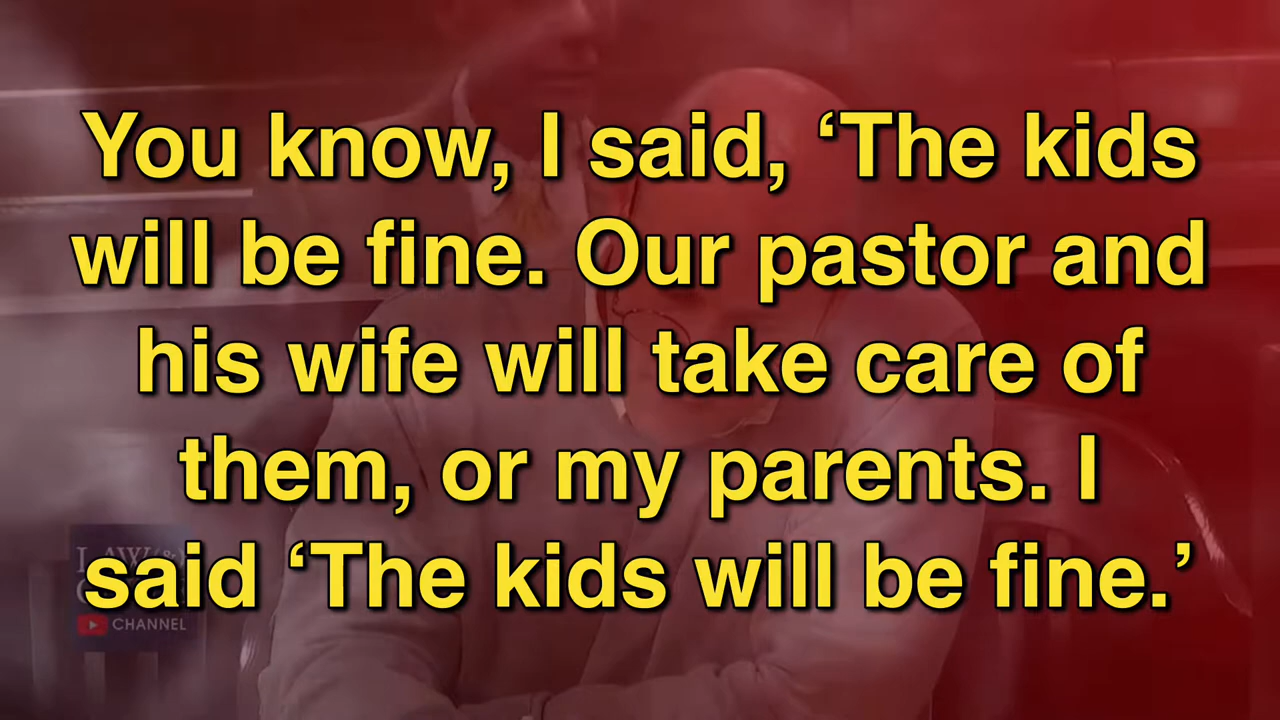 You know, I said, ‘The kids
will be fine. Our pastor and
his wife will take care of
them, or my parents. I
said ‘The kids will be fine.’
LAW&
CHANNEL